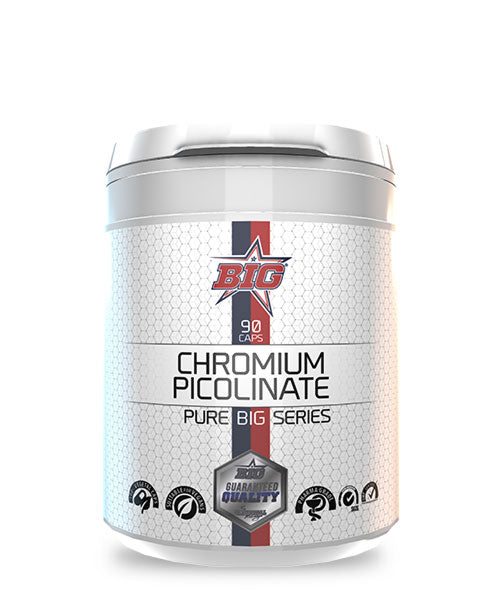 BIG
90
CAPS
CHROMIUM
PICOLINATE
PURE BIG SERIES
BIG
GUARANTEED
QUALITY